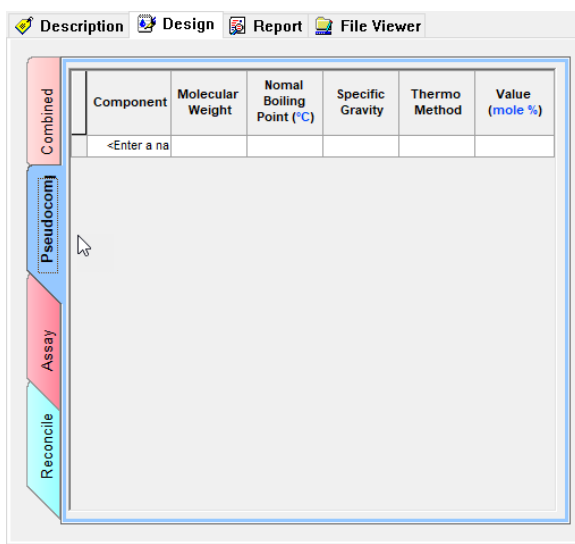 Description Design Report File Viewer
Combined
Pseudocom
Assay
Reconcile
Component
Molecular
Weight
Nomal
Boiling
Point (°C)
Specific
Gravity
Thermo
Method
Value
(mole %)
<Enter a na